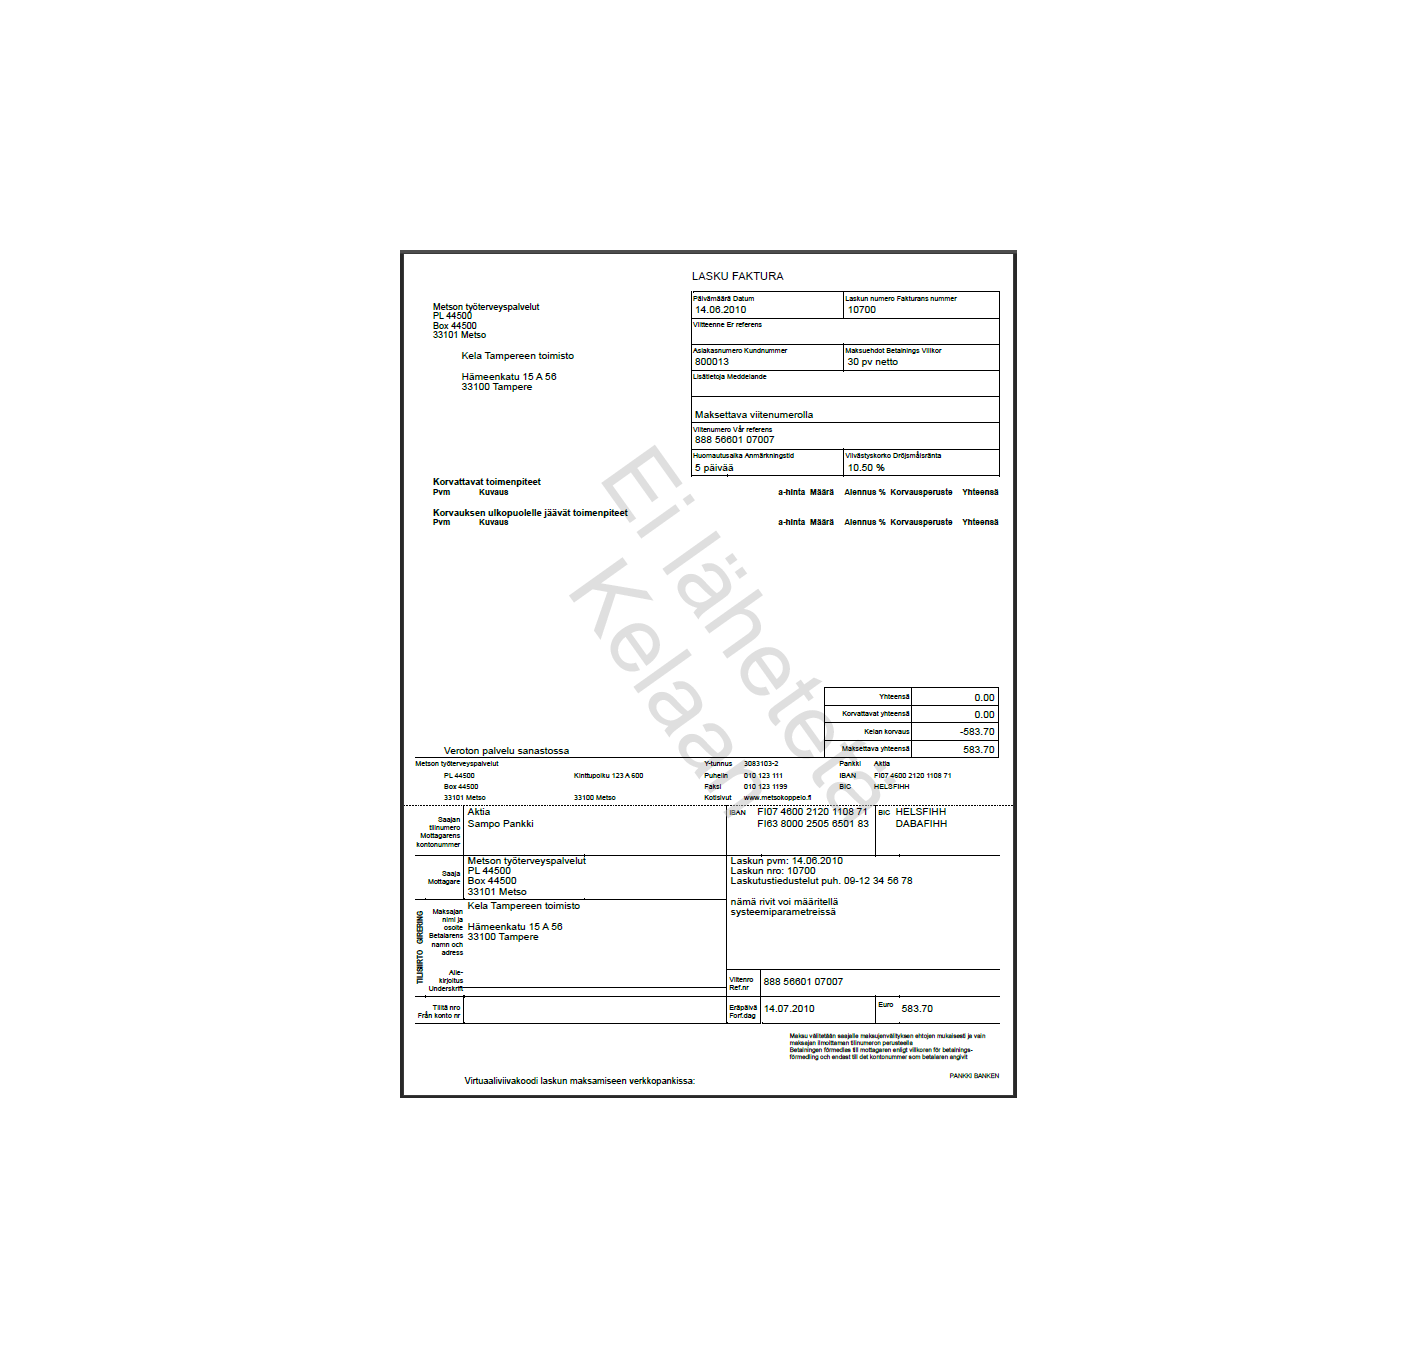 LASKU FAKTURA
Päivämäärä Datum Laskun numero Fakturans nummer
14.06.2010 10700
Metson työterveyspalvelut
PL 44500
Box 44500
33101 Metso
Viitteenne Er referens
Kela Tampereen toimisto
Hämeenkatu 15 A 56
33100 Tampere
Asiakasnumero Kundnummer Maksuehdot Betalnings Villkor
800013 30 pv netto
Lisätietoja Meddelande
Maksettava viitenumerolla
Viitenumero Vår referens
888 56601 07007
Huomautusaika Anmärkningstid Viivästyskorko Dröjsmålsränta
5 päivää 10.50 %
Korvattavat toimenpiteet
Pvm Kuvaus a-hinta Määrä Alennus % Korvausperuste Yhteensä
Korvauksen ulkopuolelle jäävät toimenpiteet
Pvm Kuvaus a-hinta Määrä Alennus % Korvausperuste Yhteensä
Ei lähetetä
Kelaan
Yhteensä 0.00
Korvattavat yhteensä 0.00
Kelan korvaus -583.70
Maksettava yhteensä 583.70
Veroton palvelu sanastossa
Metson työterveyspalvelut Y-tunnus 3083103-2 Pankki Aktia
PL 44500 Kinttupolku 123 A 600 Puhelin 010 123 111 IBAN FI07 4600 2120 1108 71
Box 44500 Faksi 010 123 1199 BIC HELSFIHH
33101 Metso 33100 Metso Kotisivut www.metsokoppelo.fi
Saajan
tilinumero
Mottagarens
kontonummer
Aktia IBAN FI07 4600 2120 1108 71 BIC HELSFIHH
Sampo Pankki FI63 8000 2505 6501 83 DABAFIHH
Saaja
Mottagare
Metson työterveyspalvelut
PL 44500
Box 44500
33101 Metso
Laskun pvm: 14.06.2010
Laskun nro: 10700
Laskutustiedustelut puh. 09-12 34 56 78
nämä rivit voi määritellä
systeemiparametreissä
TILISIIRTO GIRERING
Maksajan
nimi ja
osoite
Betalarens
namn och
adress
Kela Tampereen toimisto
Hämeenkatu 15 A 56
33100 Tampere
Alle-
kirjoitus
Underskrift
Viitenro
Ref.nr
888 56601 07007
Tililtä nro
Från konto nr
Eräpäivä
Forf.dag
14.07.2010
Euro 583.70
Maksu välitetään saajalle maksujenvälityksen ehtojen mukaisesti ja vain
maksajan ilmoittaman tilinumeron perusteella
Betalningen förmedlas till mottagaren enligt villkoren för betalnings-
förmedling och endast till det kontonummer som betalaren angivit
PANKKI BANKEN
Virtuaaliviivakoodi laskun maksamiseen verkkopankissa: